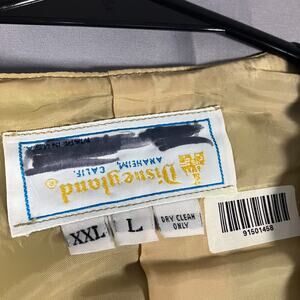 Disneyland®
ANAHEIM,
CALIF.
XXL
L
DRY CLEAN
ONLY
91501458